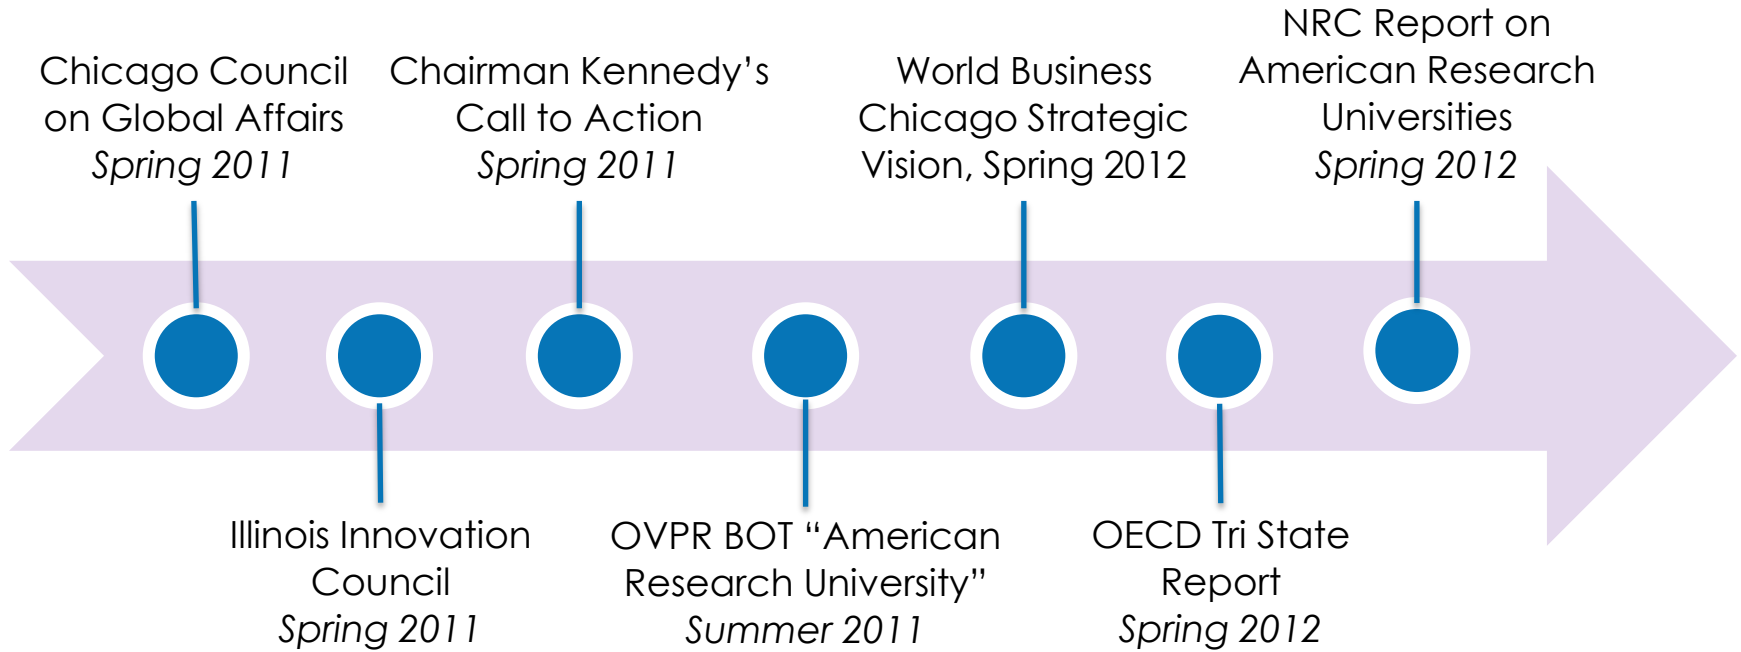 Chicago Council
on Global Affairs
Spring 2011
Illinois Innovation
Council
Spring 2011
Chairman Kennedy’s
Call to Action
Spring 2011
OVPR BOT “American
Research University”
Summer 2011
World Business
Chicago Strategic
Vision, Spring 2012
OECD Tri State
Report
Spring 2012
NRC Report on
American Research
Universities
Spring 2012